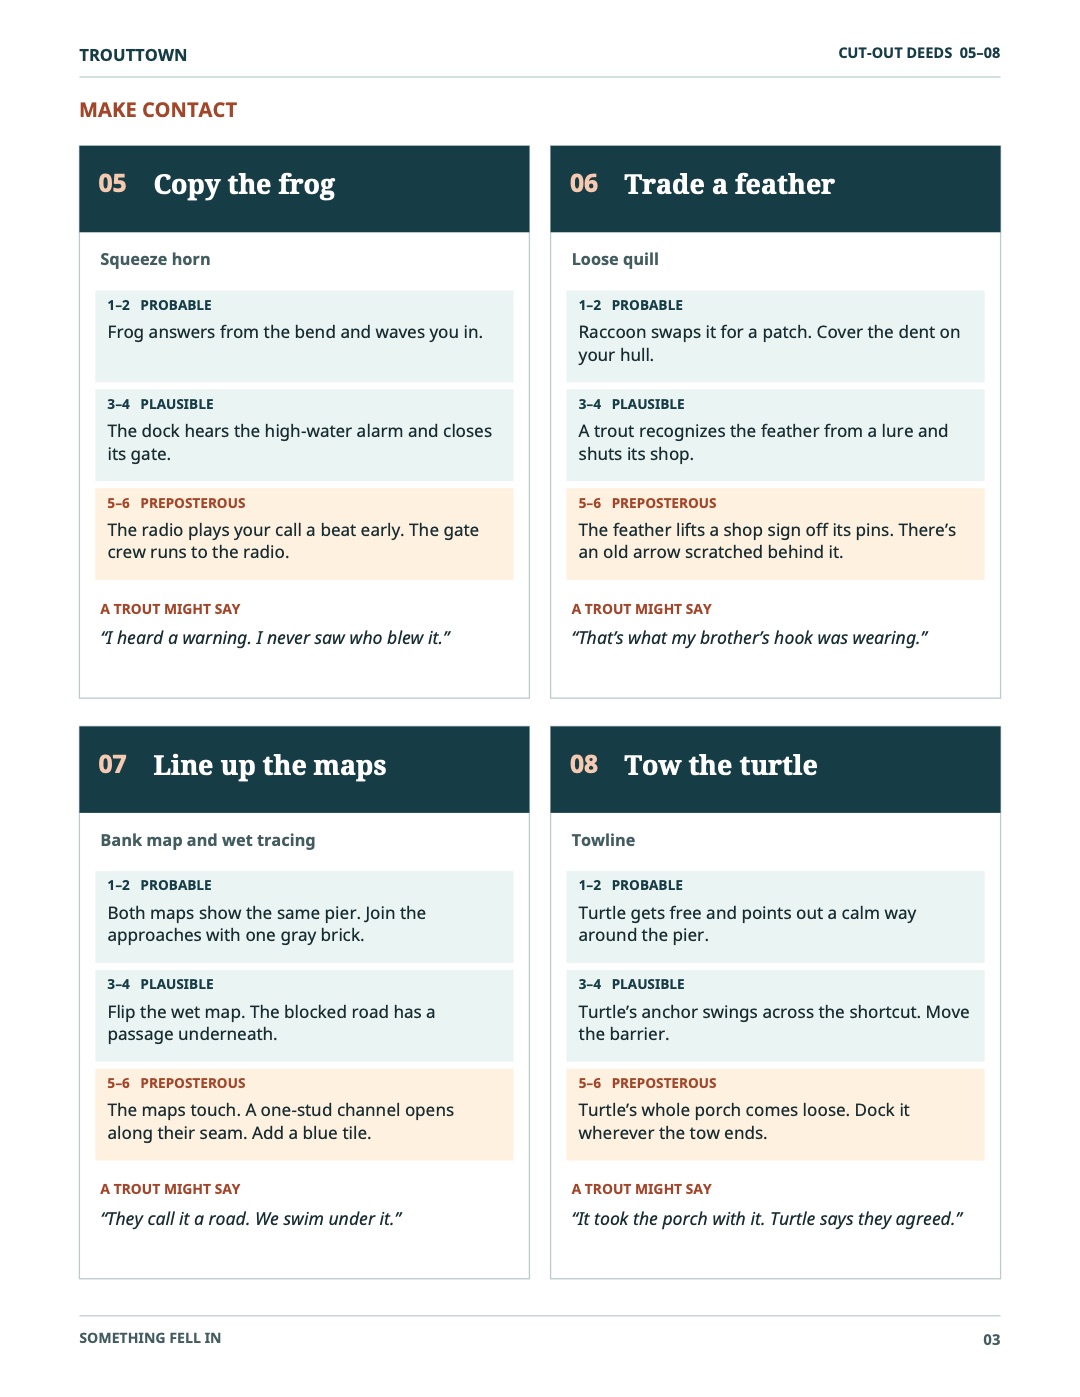 TROUTTOWN
CUT-OUT DEEDS 05–08
MAKE CONTACT
05 Copy the frog
Squeeze horn
1–2 PROBABLE
Frog answers from the bend and waves you in.
3–4 PLAUSIBLE
The dock hears the high-water alarm and closes
its gate.
5–6 PREPOSTEROUS
The radio plays your call a beat early. The gate
crew runs to the radio.
A TROUT MIGHT SAY
“I heard a warning. I never saw who blew it.”
06 Trade a feather
Loose quill
1–2 PROBABLE
Raccoon swaps it for a patch. Cover the dent on
your hull.
3–4 PLAUSIBLE
A trout recognizes the feather from a lure and
shuts its shop.
5–6 PREPOSTEROUS
The feather lifts a shop sign off its pins. There’s
an old arrow scratched behind it.
A TROUT MIGHT SAY
“That’s what my brother’s hook was wearing.”
07 Line up the maps
Bank map and wet tracing
1–2 PROBABLE
Both maps show the same pier. Join the
approaches with one gray brick.
3–4 PLAUSIBLE
Flip the wet map. The blocked road has a
passage underneath.
5–6 PREPOSTEROUS
The maps touch. A one-stud channel opens
along their seam. Add a blue tile.
A TROUT MIGHT SAY
“They call it a road. We swim under it.”
08 Tow the turtle
Towline
1–2 PROBABLE
Turtle gets free and points out a calm way
around the pier.
3–4 PLAUSIBLE
Turtle’s anchor swings across the shortcut. Move
the barrier.
5–6 PREPOSTEROUS
Turtle’s whole porch comes loose. Dock it
wherever the tow ends.
A TROUT MIGHT SAY
“It took the porch with it. Turtle says they agreed.”
SOMETHING FELL IN
03